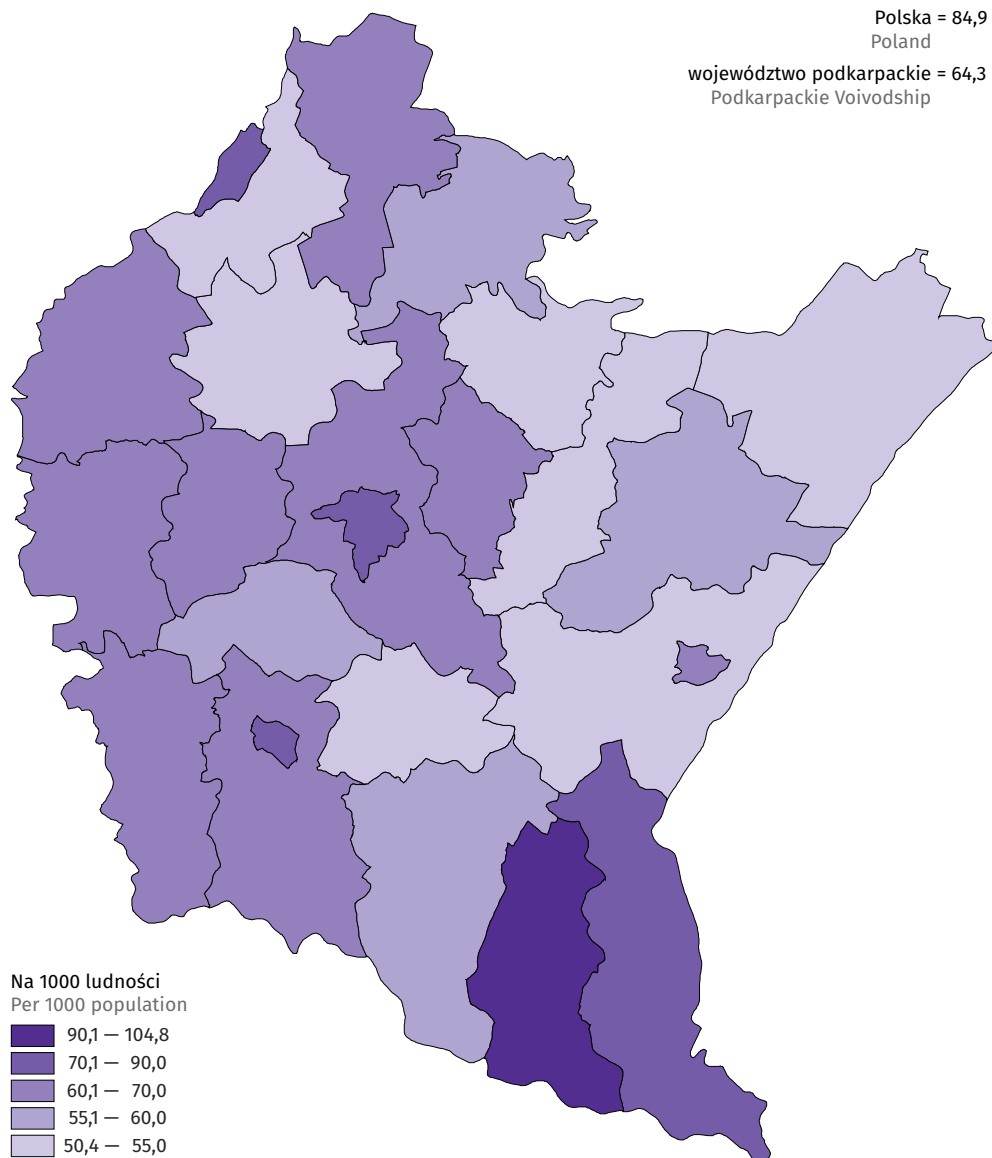 Polska = 84,9
Poland
województwo podkarpackie = 64,3
Podkarpackie Voivodship
Na 1000 ludności
Per 1000 population
90,1 — 104,8
70,1 — 90,0
60,1 — 70,0
55,1 — 60,0
50,4 — 55,0